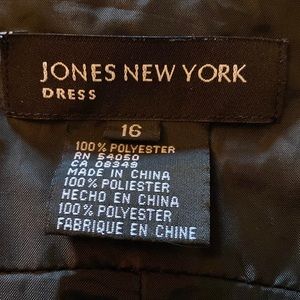 JONES NEW YORK
DRESS
16
100% POLYESTER
RN 54050
CA 08349
MADE IN CHINA
100% POLIESTER
HECHO EN CHINA
100% POLYESTER
FABRIQUE EN CHINE